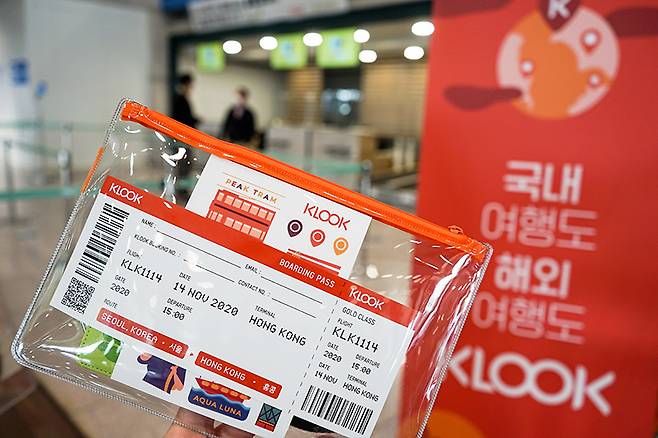 KLOOK
PEAK TRAM
KLOOK
BOARDING PASS
KLOOK
NAME:
KLOOK BOOKING NO.:
EMAIL:
CONTACT NO.:
FLIGHT
KLK1114
DATE
14 NOV 2020
TERMINAL
HONG KONG
DATE
2020
DEPARTURE
15:00
ROUTE
SEOUL, KOREA · 서울
HONG KONG · 홍콩
AQUA LUNA
GOLD CLASS
FLIGHT
KLK1114
DATE
2020
DEPARTURE
15:00
TERMINAL
HONG KONG
14 NOV 2020
K
KLOOK
국내
여행도
해외
여행도
KLOOK